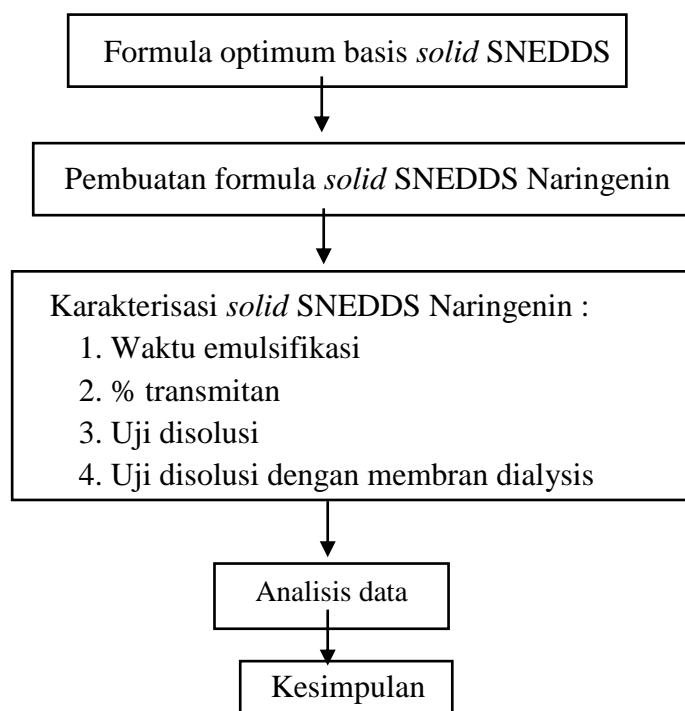 Formula optimum basis solid SNEDDS
Pembuatan formula solid SNEDDS Naringenin
Karakterisasi solid SNEDDS Naringenin :
1. Waktu emulsifikasi
2. % transmitan
3. Uji disolusi
4. Uji disolusi dengan membran dialysis
Analisis data
Kesimpulan